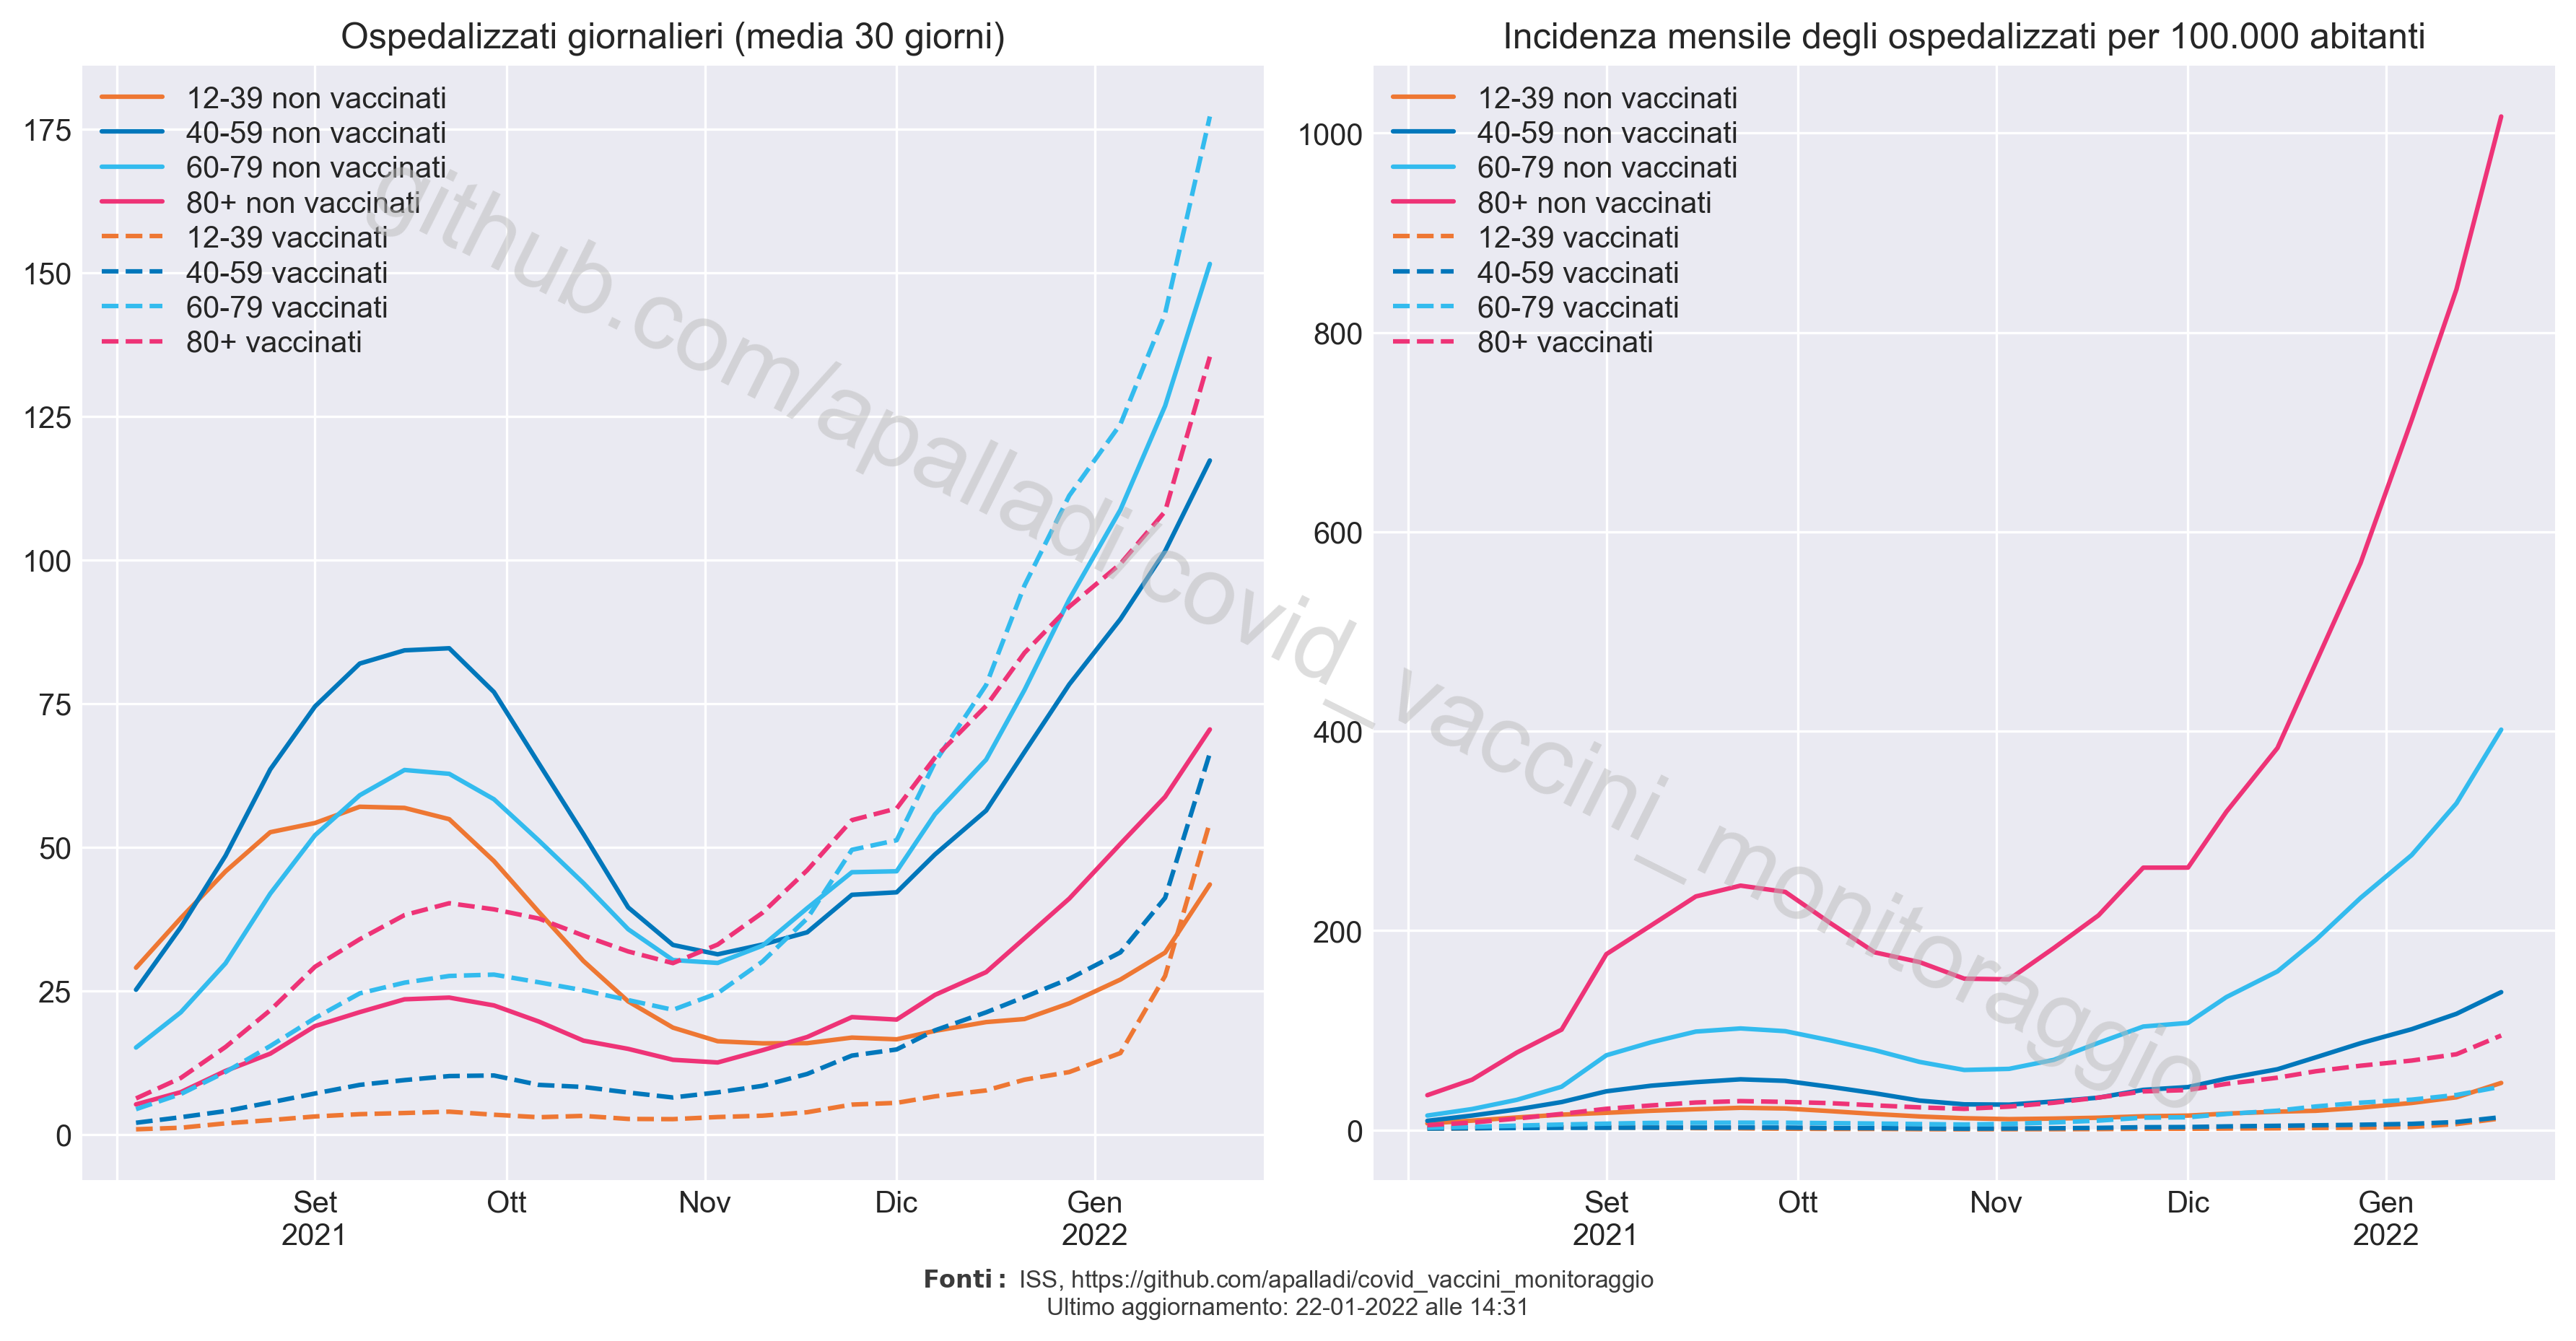 Ospedalizzati giornalieri (media 30 giorni)
12-39 non vaccinati
40-59 non vaccinati
60-79 non vaccinati
80+ non vaccinati
12-39 vaccinati
40-59 vaccinati
60-79 vaccinati
80+ vaccinati
175
150
125
100
75
50
25
0
Set
2021
Ott
Nov
Dic
Gen
2022
Incidenza mensile degli ospedalizzati per 100.000 abitanti
12-39 non vaccinati
40-59 non vaccinati
60-79 non vaccinati
80+ non vaccinati
12-39 vaccinati
40-59 vaccinati
60-79 vaccinati
80+ vaccinati
1000
800
600
400
200
0
Set
2021
Ott
Nov
Dic
Gen
2022
github.com/apalladi/covid_vaccini_monitoraggio
Fonti: ISS, https://github.com/apalladi/covid_vaccini_monitoraggio
Ultimo aggiornamento: 22-01-2022 alle 14:31